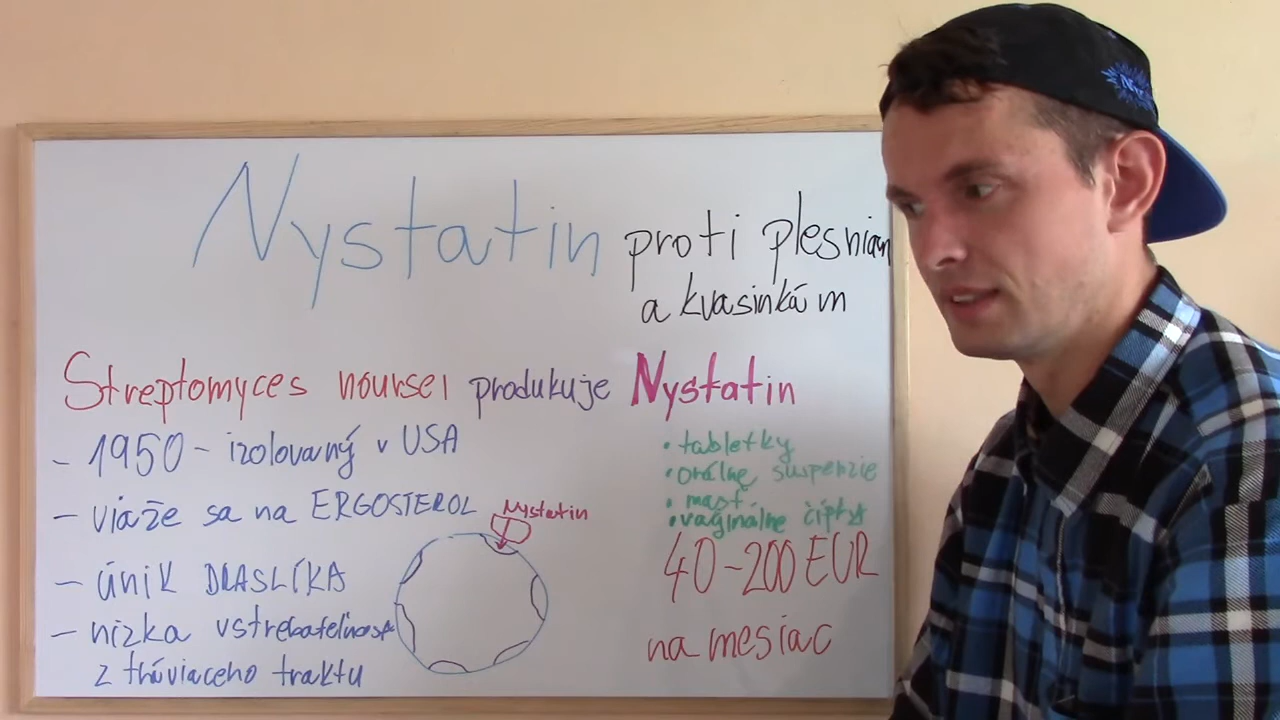 Nystatin proti plesniam
a kvasinkám
Streptomyces noursei produkuje Nystatin
- 1950 - izolovaný v USA
- viaže sa na ERGOSTEROL
- únik DRASLÍKA
- nízka vstrebateľnosť
z tráviaceho traktu
Nystatin
• tabletky
• orálne suspenzie
• masť
• vaginálne čípky
40-200 EUR
na mesiac